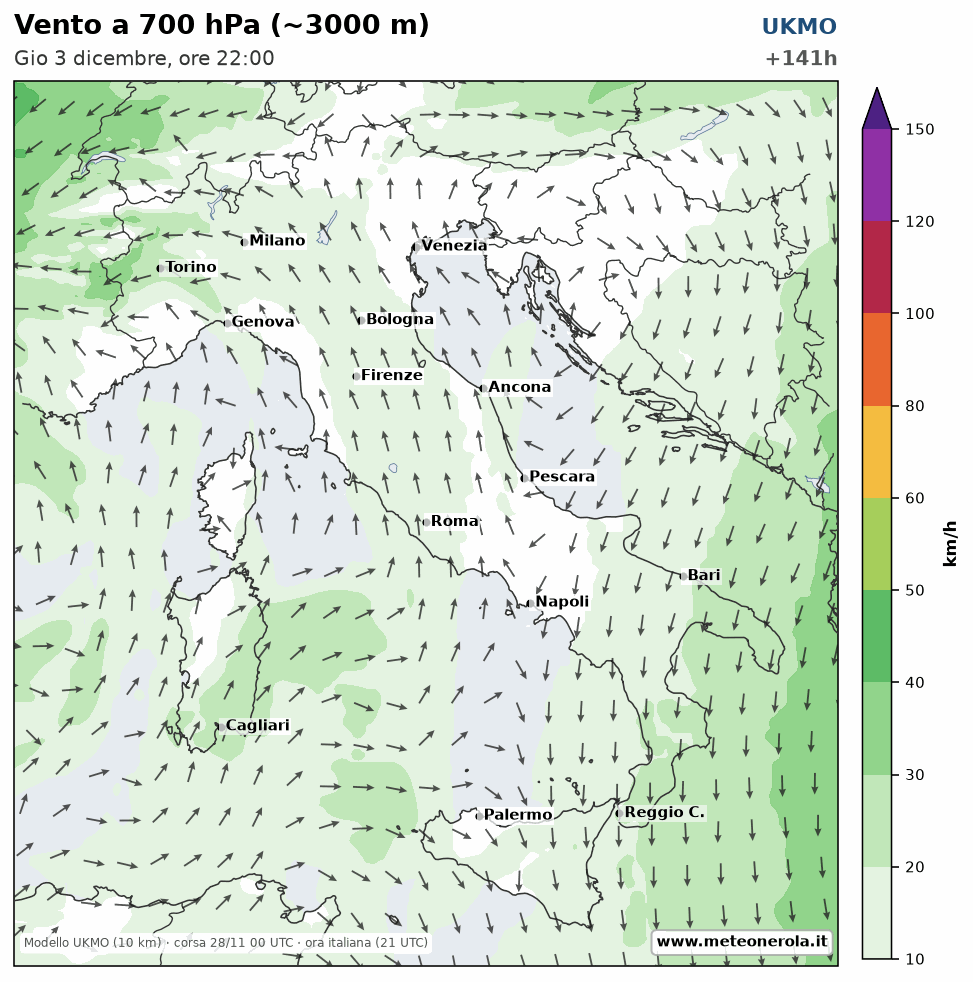 Vento a 700 hPa (~3000 m)
UKMO
Gio 3 dicembre, ore 22:00
+141h
150
120
100
80
60
50
40
30
20
10
km/h
Milano
Venezia
Torino
Genova
Bologna
Firenze
Ancona
Pescara
Roma
Bari
Napoli
Cagliari
Palermo
Reggio C.
Modello UKMO (10 km) · corsa 28/11 00 UTC · ora italiana (21 UTC)
www.meteonerola.it